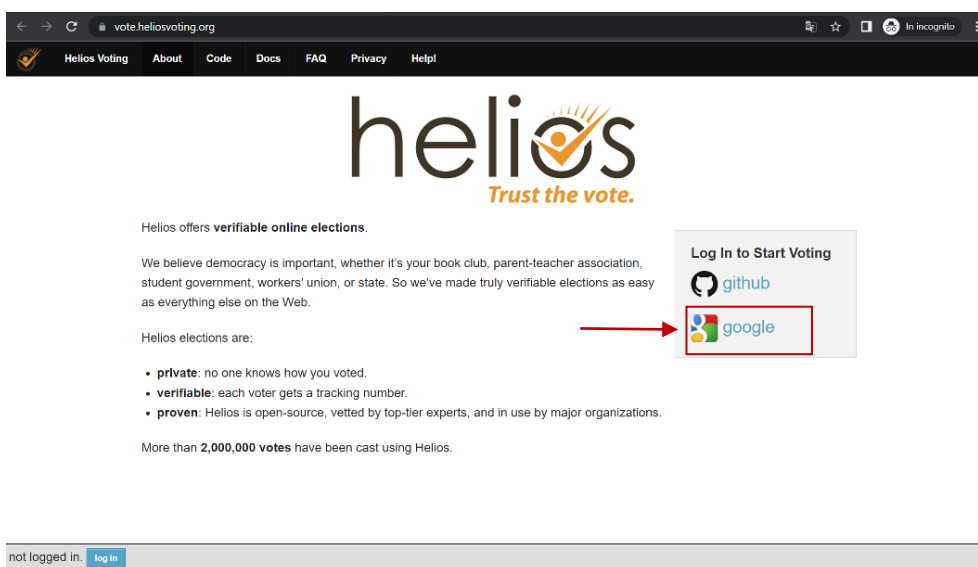 vote.heliosvoting.org
In incognito
Helios Voting About Code Docs FAQ Privacy Help!
helios
Trust the vote.
Helios offers verifiable online elections.
We believe democracy is important, whether it's your book club, parent-teacher association,
student government, workers' union, or state. So we've made truly verifiable elections as easy
as everything else on the Web.
Helios elections are:
• private: no one knows how you voted.
• verifiable: each voter gets a tracking number.
• proven: Helios is open-source, vetted by top-tier experts, and in use by major organizations.
More than 2,000,000 votes have been cast using Helios.
Log In to Start Voting
github
google
not logged in. log in